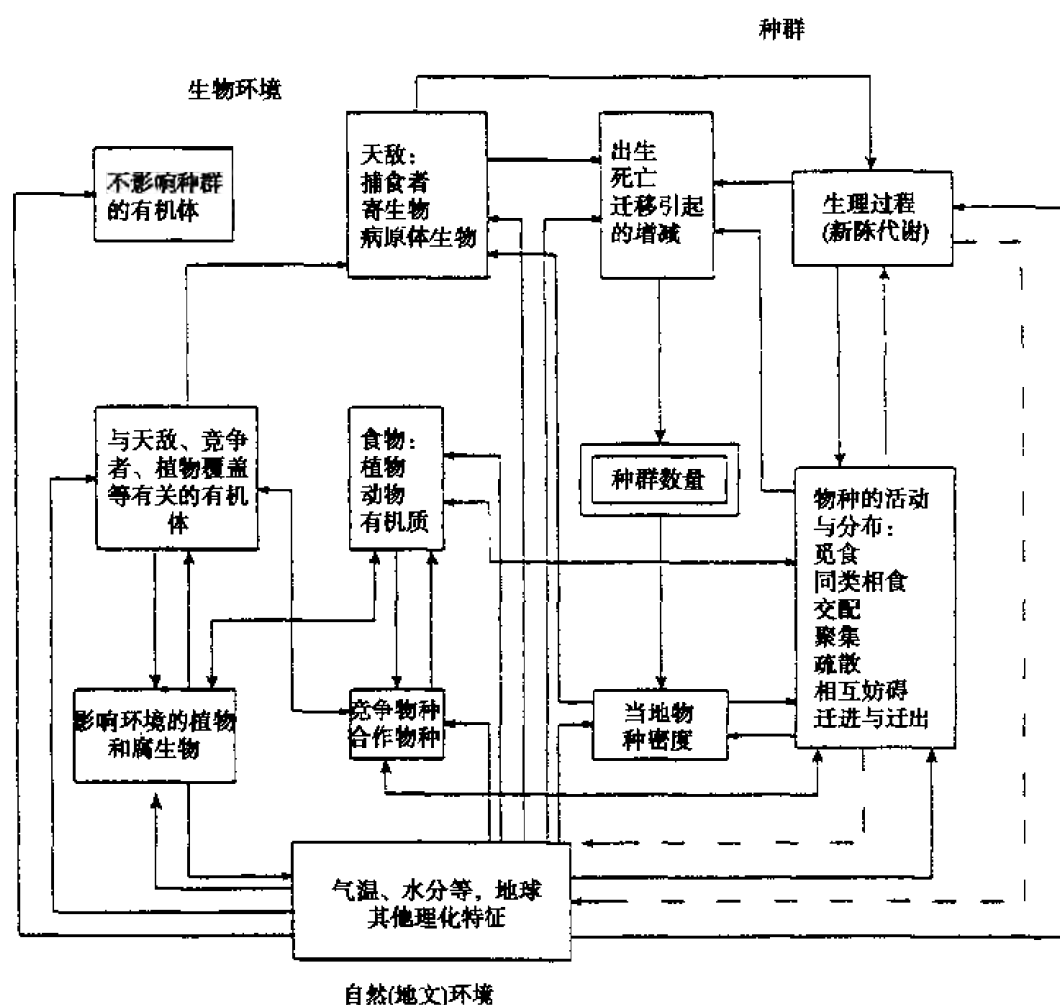 种群
生物环境
不影响种群
的有机体
天敌：
捕食者
寄生物
病原体生物
出生
死亡
迁移引起
的增减
生理过程
(新陈代谢)
与天敌、竞争
者、植物覆盖
等有关的有机
体
食物：
植物
动物
有机质
种群数量
物种的活动
与分布：
觅食
同类相食
交配
聚集
疏散
相互妨碍
迁进与迁出
影响环境的植物
和腐生物
竞争物种
合作物种
当地物
种密度
气温、水分等，地球
其他理化特征
自然(地文)环境